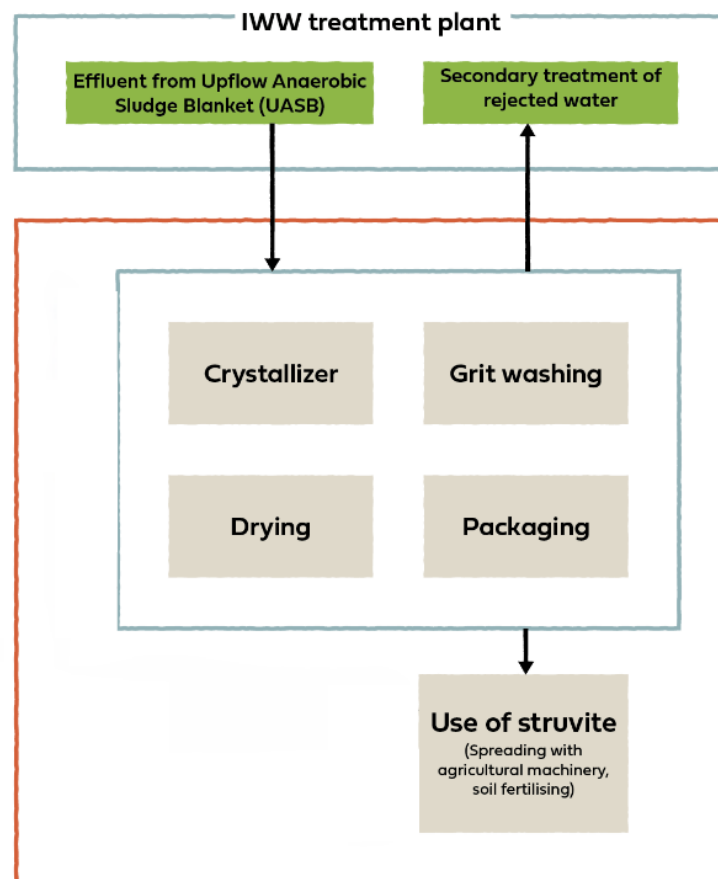 IWW treatment plant
Effluent from Upflow Anaerobic
Sludge Blanket (UASB)
Secondary treatment of
rejected water
Crystallizer
Grit washing
Drying
Packaging
Use of struvite
(Spreading with
agricultural machinery,
soil fertilising)